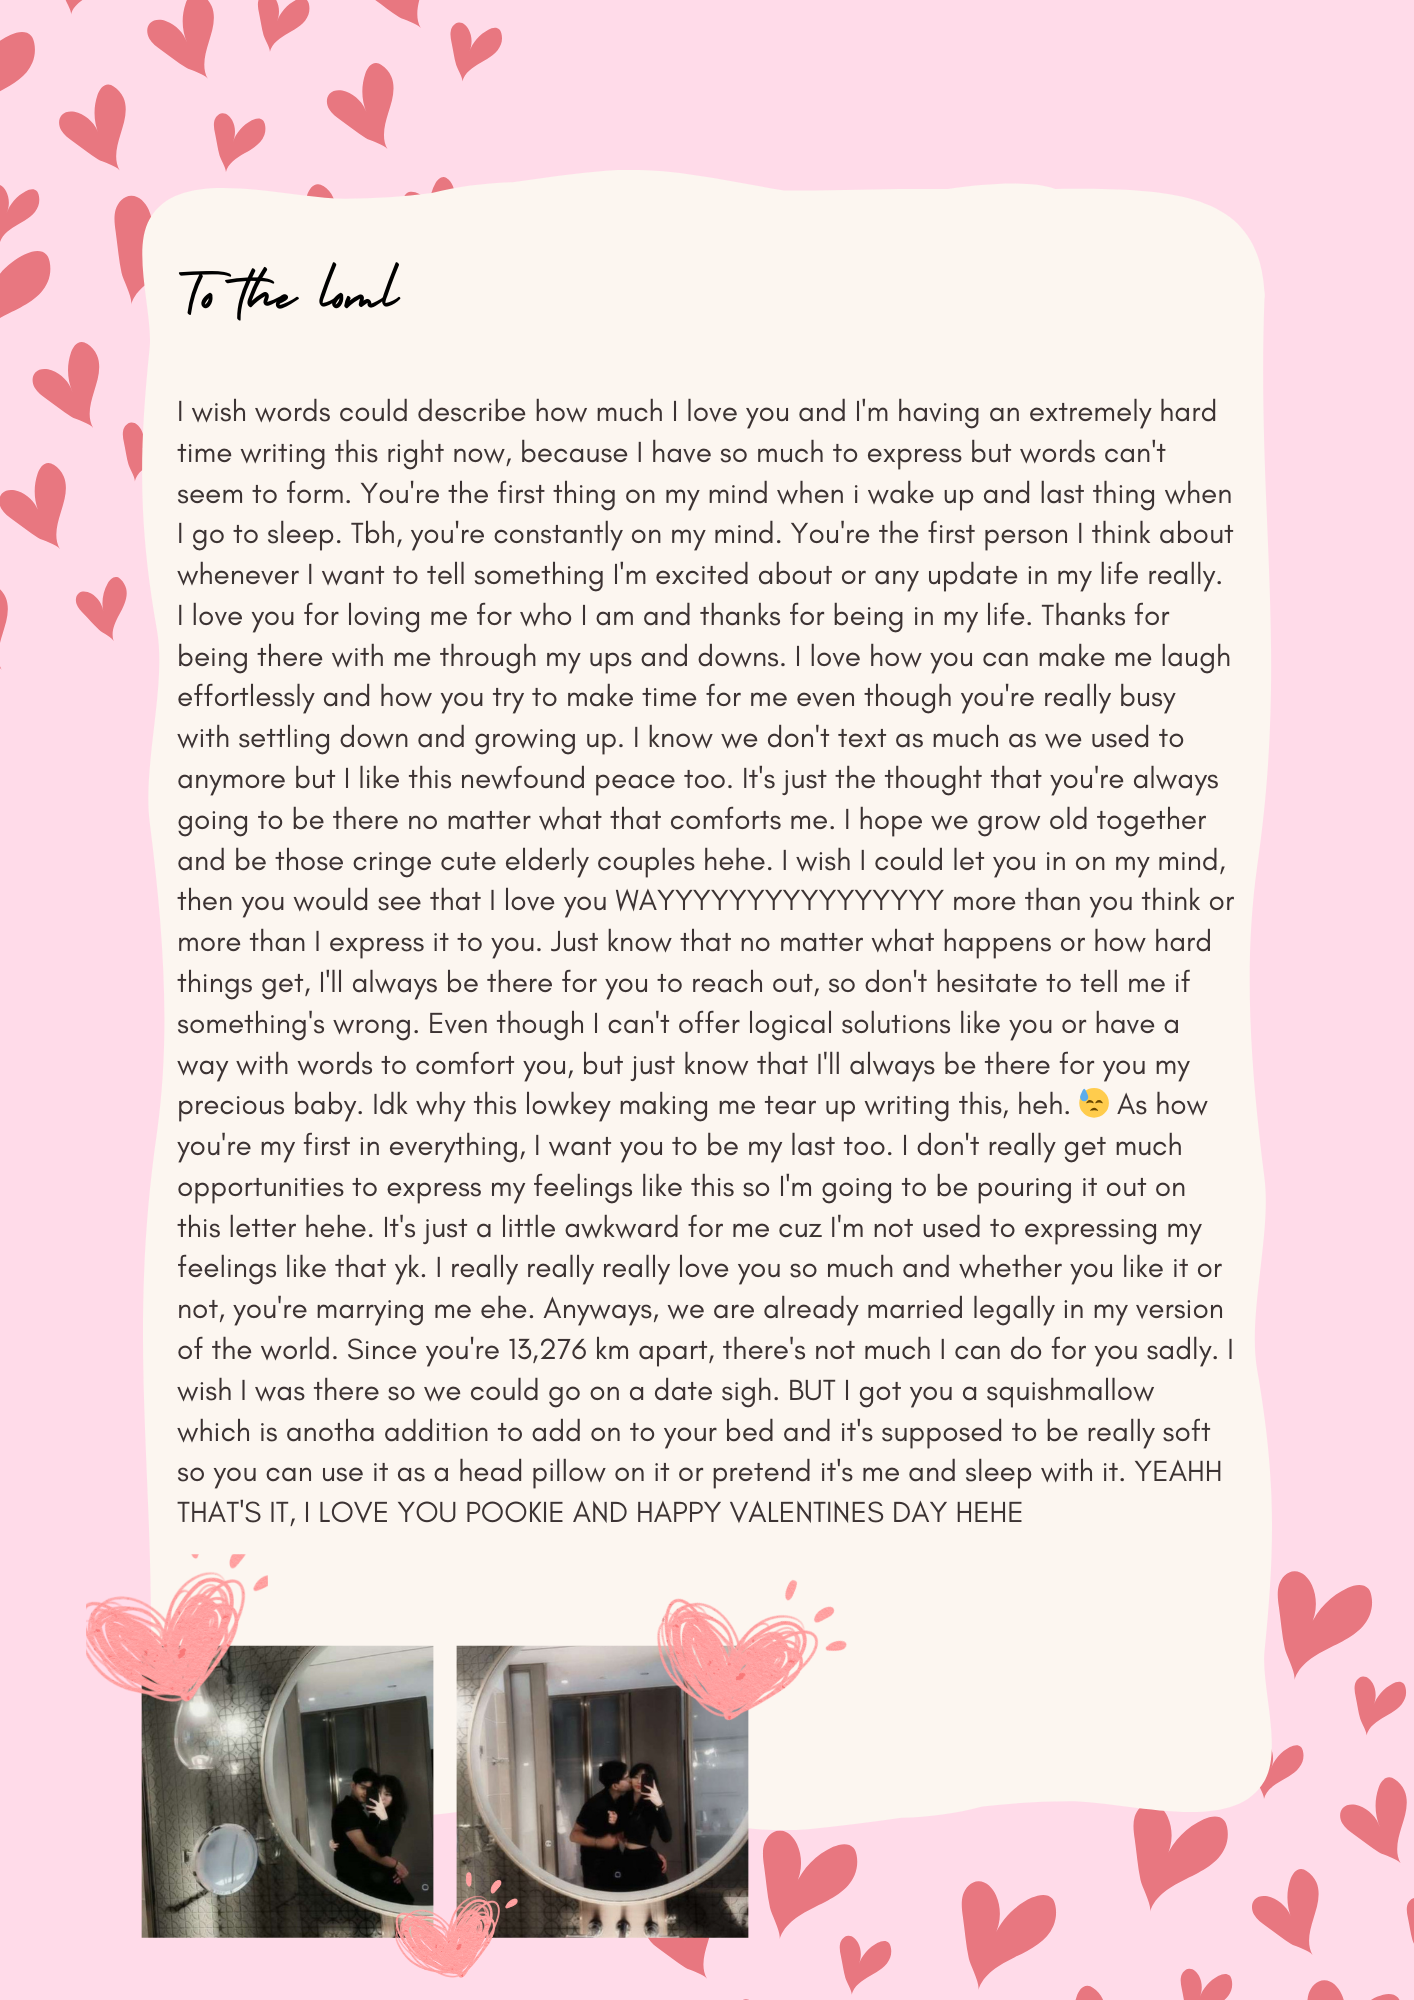 To the loml
I wish words could describe how much I love you and I'm having an extremely hard
time writing this right now, because I have so much to express but words can't
seem to form. You're the first thing on my mind when i wake up and last thing when
I go to sleep. Tbh, you're constantly on my mind. You're the first person I think about
whenever I want to tell something I'm excited about or any update in my life really.
I love you for loving me for who I am and thanks for being in my life. Thanks for
being there with me through my ups and downs. I love how you can make me laugh
effortlessly and how you try to make time for me even though you're really busy
with settling down and growing up. I know we don't text as much as we used to
anymore but I like this newfound peace too. It's just the thought that you're always
going to be there no matter what that comforts me. I hope we grow old together
and be those cringe cute elderly couples hehe. I wish I could let you in on my mind,
then you would see that I love you WAYYYYYYYYYYYYYYYY more than you think or
more than I express it to you. Just know that no matter what happens or how hard
things get, I'll always be there for you to reach out, so don't hesitate to tell me if
something's wrong. Even though I can't offer logical solutions like you or have a
way with words to comfort you, but just know that I'll always be there for you my
precious baby. Idk why this lowkey making me tear up writing this, heh. 😓 As how
you're my first in everything, I want you to be my last too. I don't really get much
opportunities to express my feelings like this so I'm going to be pouring it out on
this letter hehe. It's just a little awkward for me cuz I'm not used to expressing my
feelings like that yk. I really really really love you so much and whether you like it or
not, you're marrying me ehe. Anyways, we are already married legally in my version
of the world. Since you're 13,276 km apart, there's not much I can do for you sadly. I
wish I was there so we could go on a date sigh. BUT I got you a squishmallow
which is anotha addition to add on to your bed and it's supposed to be really soft
so you can use it as a head pillow on it or pretend it's me and sleep with it. YEAHH
THAT'S IT, I LOVE YOU POOKIE AND HAPPY VALENTINES DAY HEHE